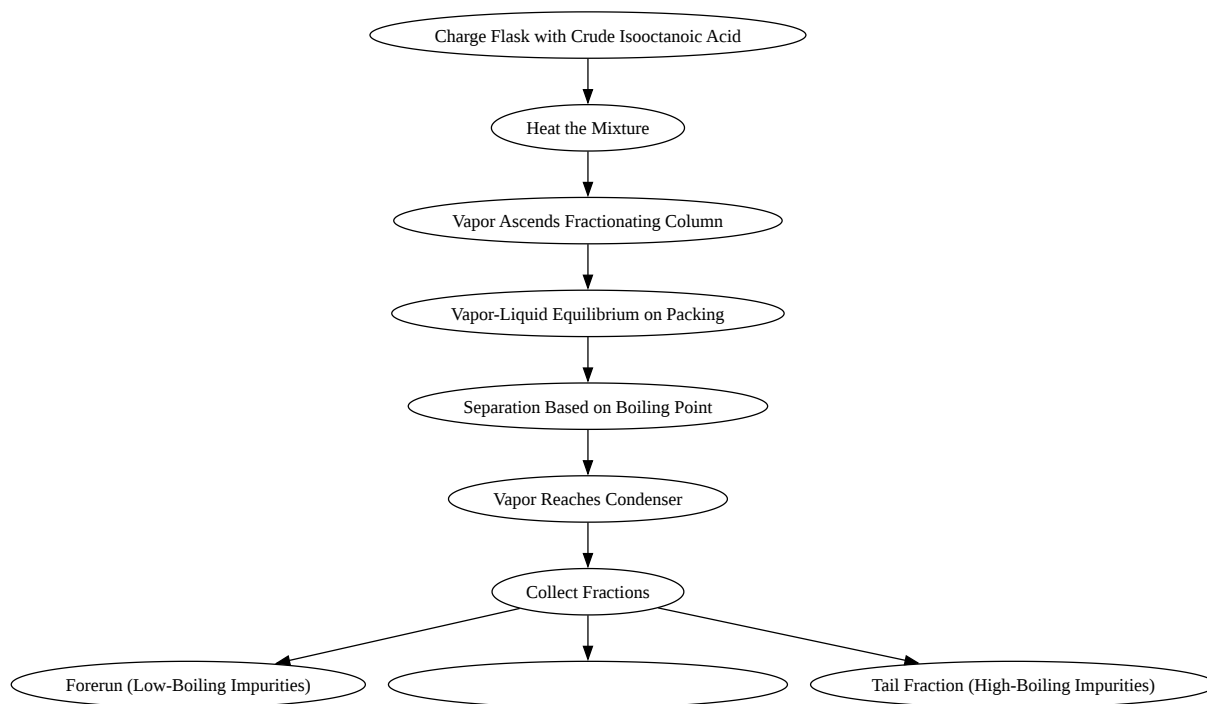 Charge Flask with Crude Isooctanoic Acid
Heat the Mixture
Vapor Ascends Fractionating Column
Vapor-Liquid Equilibrium on Packing
Separation Based on Boiling Point
Vapor Reaches Condenser
Collect Fractions
Forerun (Low-Boiling Impurities)
Tail Fraction (High-Boiling Impurities)